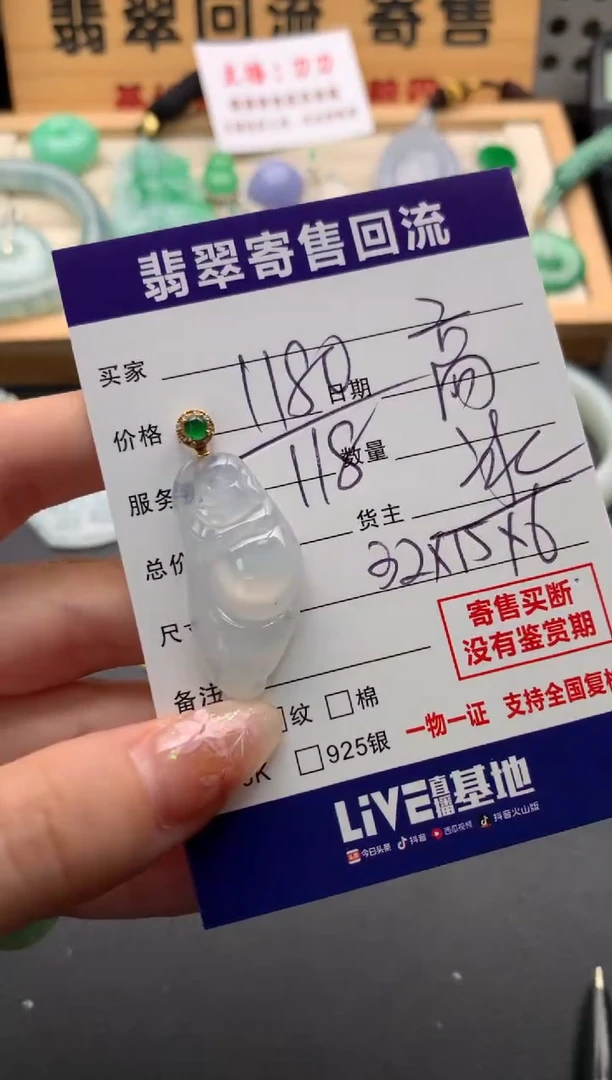 翡翠回流 寄售
翡翠寄售回流
买家
1180
高
价格
日期
服务
118
数量
冰
总价
货主
32×15×6
尺
寄售买断
没有鉴赏期
备注
纹 □棉
一物一证 支持全国复检
8K □925银
LiVE直播基地
今日头条 抖音 西瓜视频 抖音火山版